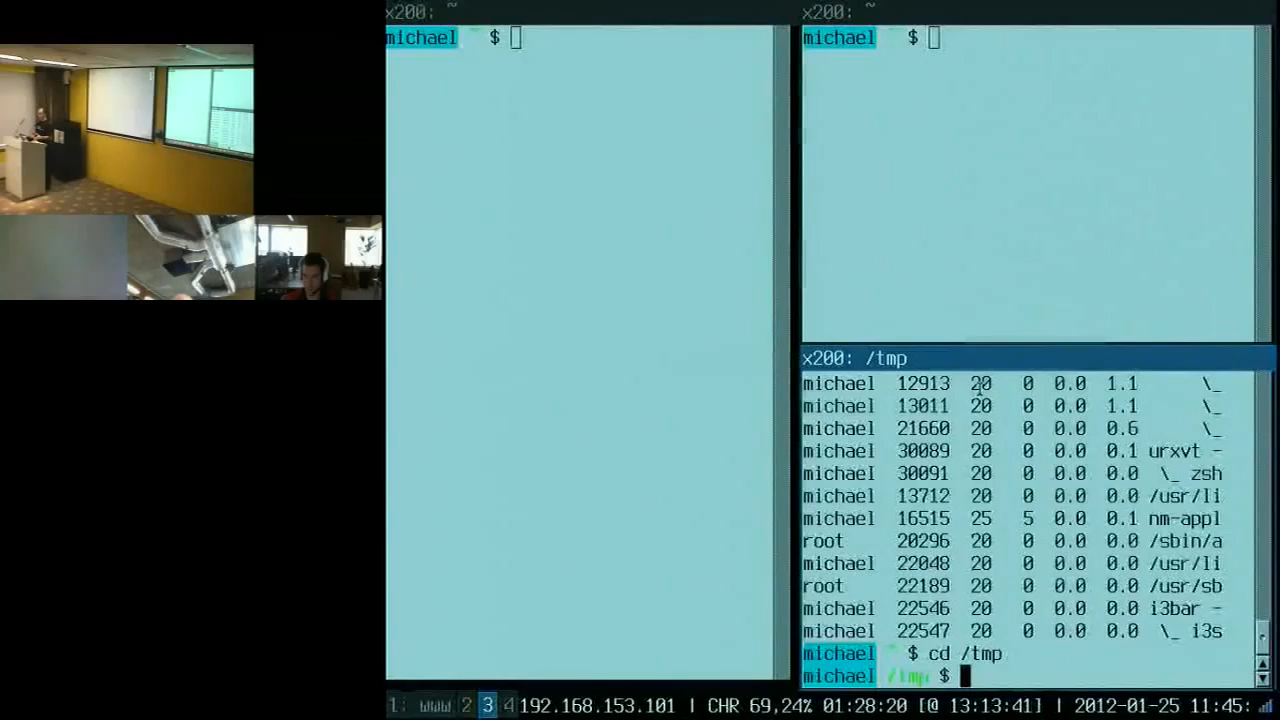 x200: ~
michael ~ $
x200: ~
michael ~ $
x200: /tmp
michael 12913 20 0 0.0 1.1 \_
michael 13011 20 0 0.0 1.1 \_
michael 21660 20 0 0.0 0.6 \_
michael 30089 20 0 0.0 0.1 urxvt -
michael 30091 20 0 0.0 0.0 \_ zsh
michael 13712 20 0 0.0 0.0 /usr/li
michael 16515 25 5 0.0 0.1 nm-appl
root 20296 20 0 0.0 0.0 /sbin/a
michael 22048 20 0 0.0 0.0 /usr/li
root 22189 20 0 0.0 0.0 /usr/sb
michael 22546 20 0 0.0 0.0 i3bar -
michael 22547 20 0 0.0 0.0 \_ i3s
michael ~ $ cd /tmp
michael /tmp $
1: www 2 3 4 192.168.153.101 | CHR 69,24% 01:28:20 [@ 13:13:41] | 2012-01-25 11:45: